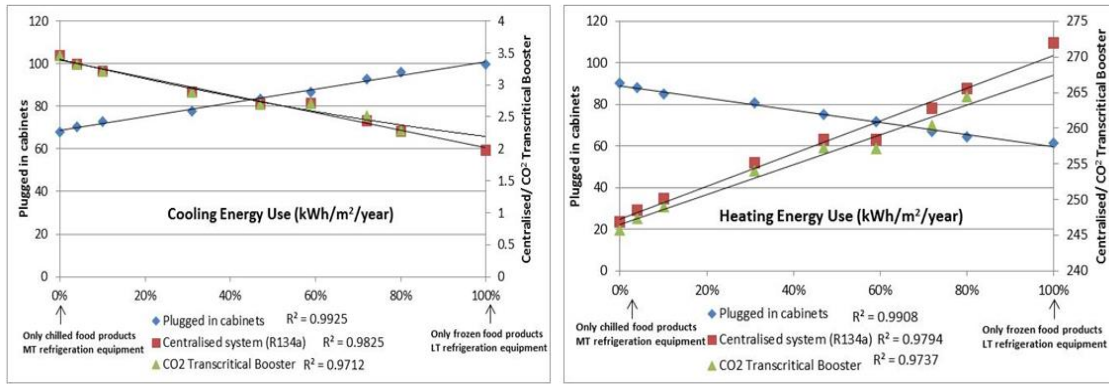 120
100
80
60
40
20
0
4
3.5
3
2.5
2
1.5
1
0.5
0
Plugged in cabinets
Centralised/ CO² Transcritical Booster
Cooling Energy Use (kWh/m²/year)
0% 20% 40% 60% 80% 100%
Only chilled food products
MT refrigeration equipment
Only frozen food products
LT refigeration equipment
Plugged in cabinets R² = 0.9925
Centralised system (R134a) R² = 0.9825
CO2 Transcritical Booster R² = 0.9712
120
100
80
60
40
20
0
275
270
265
260
255
250
245
240
Plugged in cabinets
Centralised/ CO² Transcritical Booster
Heating Energy Use (kWh/m²/year)
0% 20% 40% 60% 80% 100%
Only chilled food products
MT refrigeration equipment
Only frozen food products
LT refigeration equipment
Plugged in cabinets R² = 0.9908
Centralised system (R134a) R² = 0.9794
CO2 Transcritical Booster R² = 0.9737